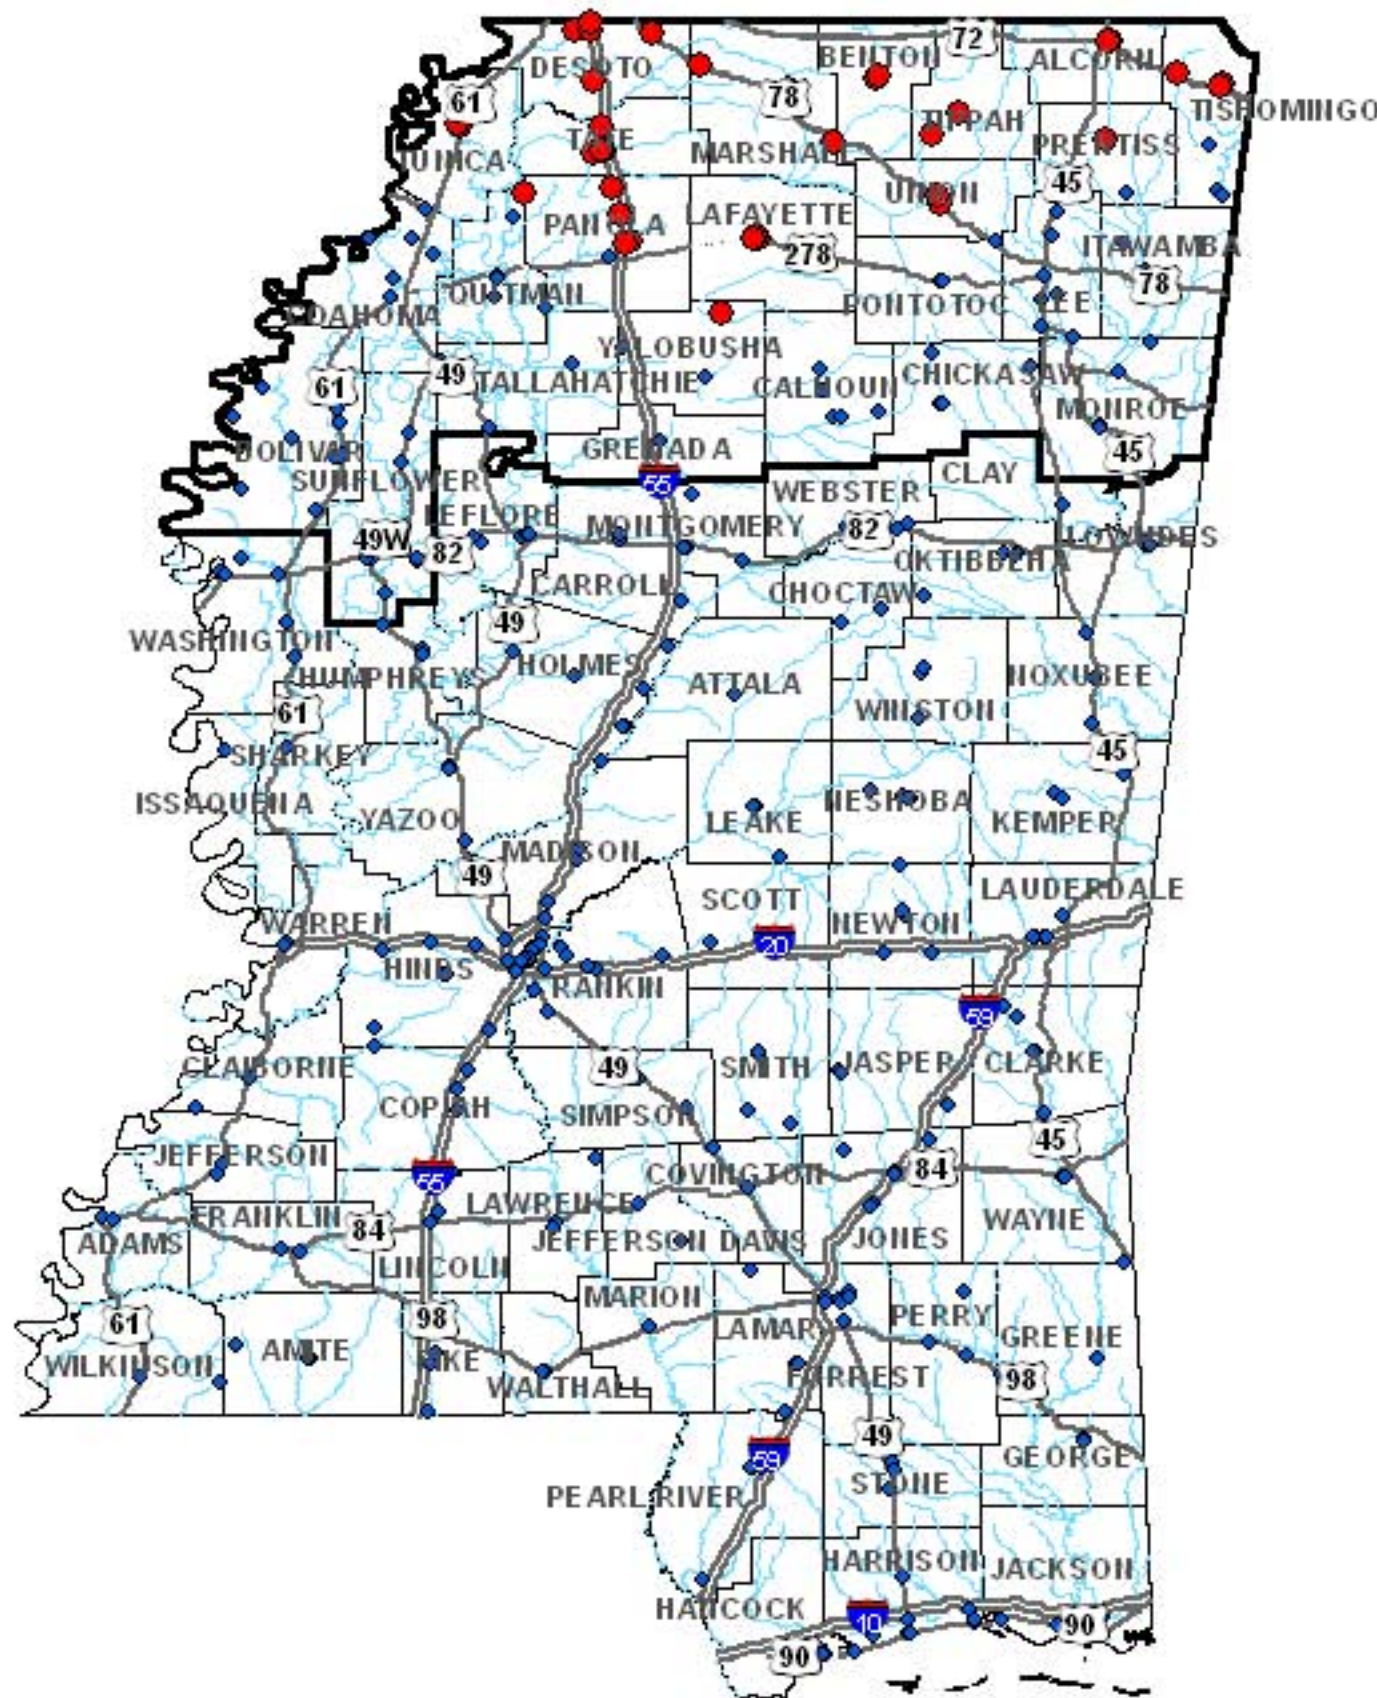 72
BENTON
ALCORN
DESOTO
61
78
TISHOMINGO
TIPPAH
TATE
PRENTISS
MARSHALL
TUNICA
45
UNION
LAFAYETTE
PANOLA
ITAWAMBA
278
78
QUITMAN
PONTOTOC
LEE
COAHOMA
YALOBUSHA
49
CHICKASAW
61
TALLAHATCHIE
CALHOUN
MONROE
GRENADA
BOLIVAR
45
CLAY
SUNFLOWER
55
WEBSTER
LEFLORE
MONTGOMERY
82
LOWNDES
49W
82
OKTIBBEHA
CARROLL
CHOCTAW
49
WASHINGTON
HOLMES
HUMPHREYS
ATTALA
NOXUBEE
61
WINSTON
SHARKEY
45
ISSAQUENA
NESHOBA
YAZOO
LEAKE
KEMPER
MADISON
49
LAUDERDALE
SCOTT
WARREN
NEWTON
20
HINDS
RANKIN
59
CLAIBORNE
49
SMITH
JASPER
CLARKE
COPIAH
SIMPSON
45
JEFFERSON
55
COVINGTON
84
LAWRENCE
FRANKLIN
84
WAYNE
ADAMS
JEFFERSON DAVIS
JONES
LINCOLN
MARION
61
98
LAMAR
PERRY
GREENE
AMITE
PIKE
WILKINSON
WALTHALL
FORREST
98
49
59
GEORGE
PEARL RIVER
STONE
HARRISON
JACKSON
HANCOCK
10
90
90